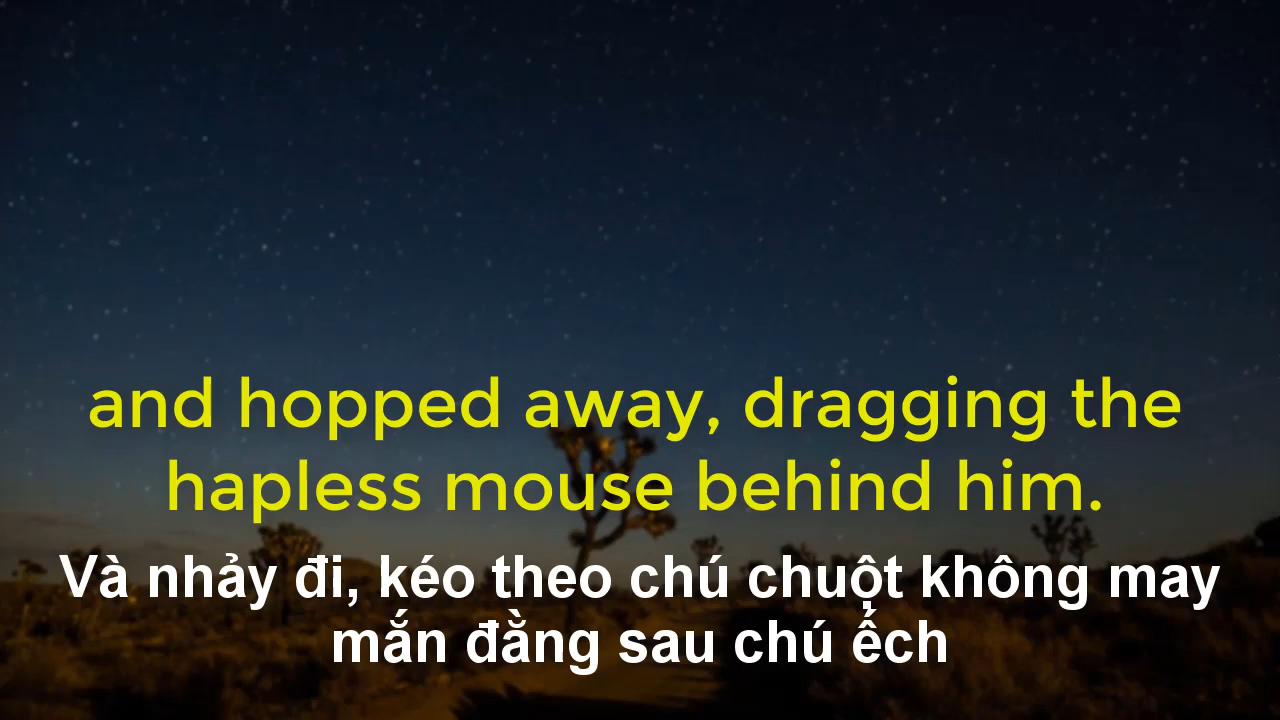 and hopped away, dragging the
hapless mouse behind him.
Và nhảy đi, kéo theo chú chuột không may
mắn đằng sau chú ểch